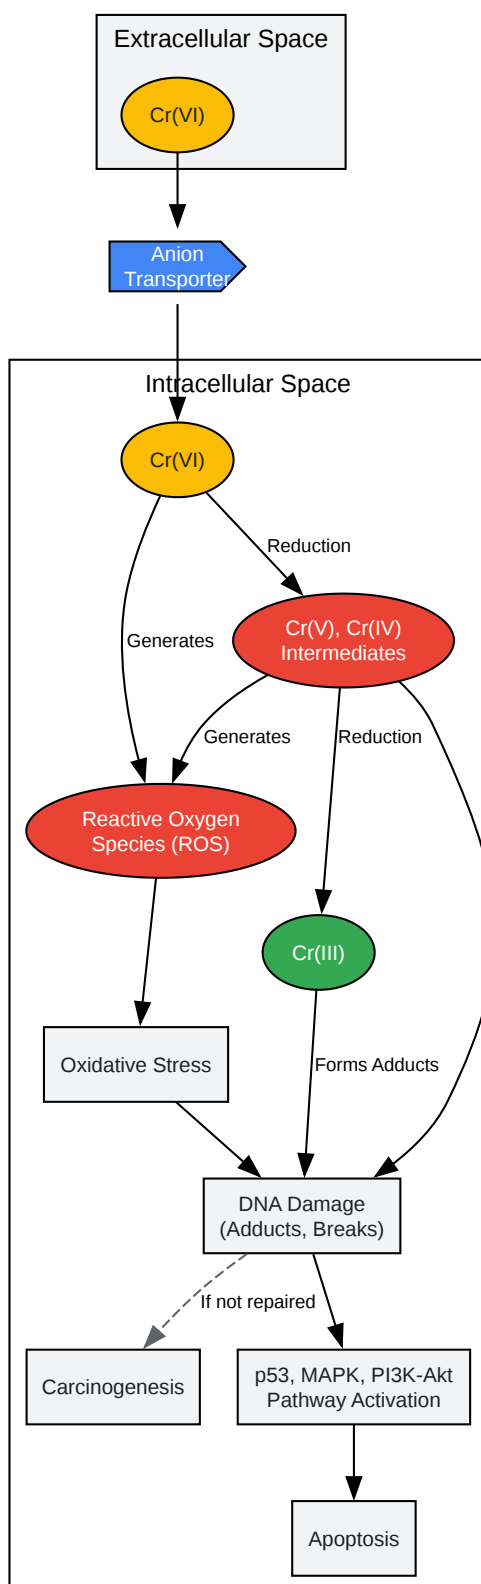 Extracellular Space
Cr(VI)
Anion
Transporter
Intracellular Space
Cr(VI)
Reduction
Cr(V), Cr(IV)
Intermediates
Generates
Generates
Reduction
Reactive Oxygen
Species (ROS)
Cr(III)
Oxidative Stress
Forms Adducts
DNA Damage
(Adducts, Breaks)
If not repaired
Carcinogenesis
p53, MAPK, PI3K-Akt
Pathway Activation
Apoptosis